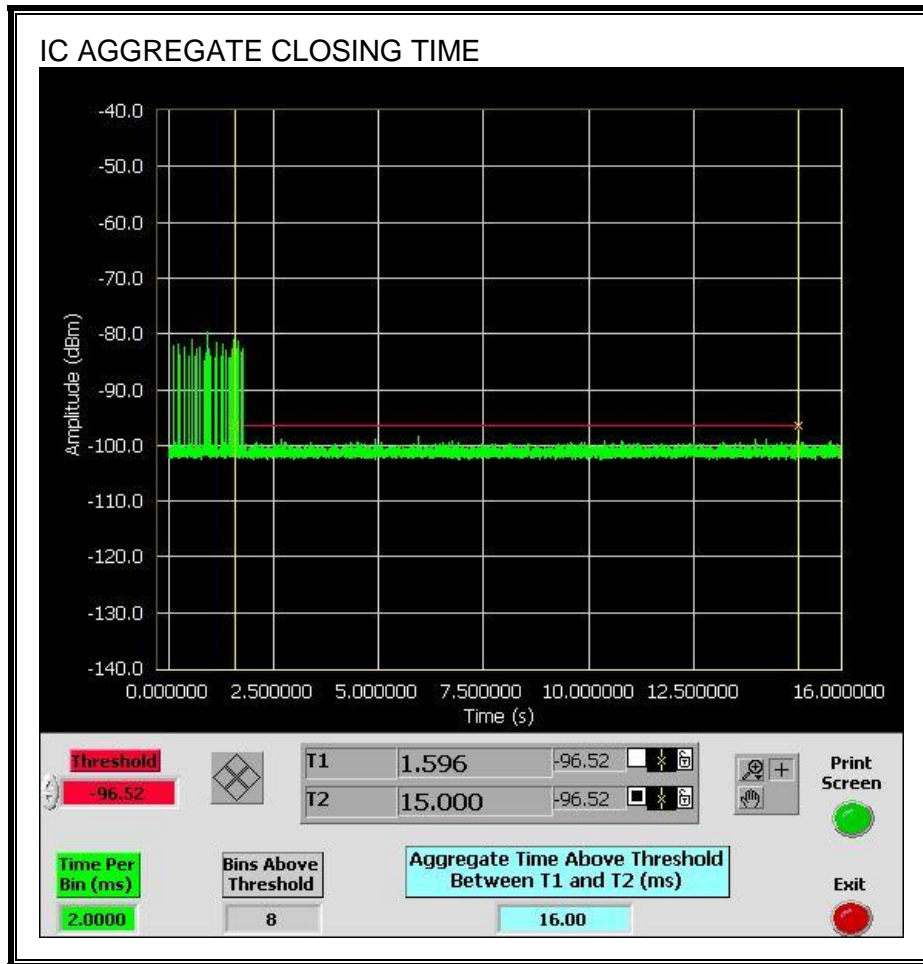 IC AGGREGATE CLOSING TIME
-40.0
-50.0
-60.0
-70.0
-80.0
-90.0
-100.0
-110.0
-120.0
-130.0
-140.0
Amplitude (dBm)
0.000000 2.500000 5.000000 7.500000 10.000000 12.500000 16.000000
Time (s)
Threshold
-96.52
T1 1.596 -96.52
T2 15.000 -96.52
Print
Screen
Time Per
Bin (ms)
2.0000
Bins Above
Threshold
8
Aggregate Time Above Threshold
Between T1 and T2 (ms)
16.00
Exit